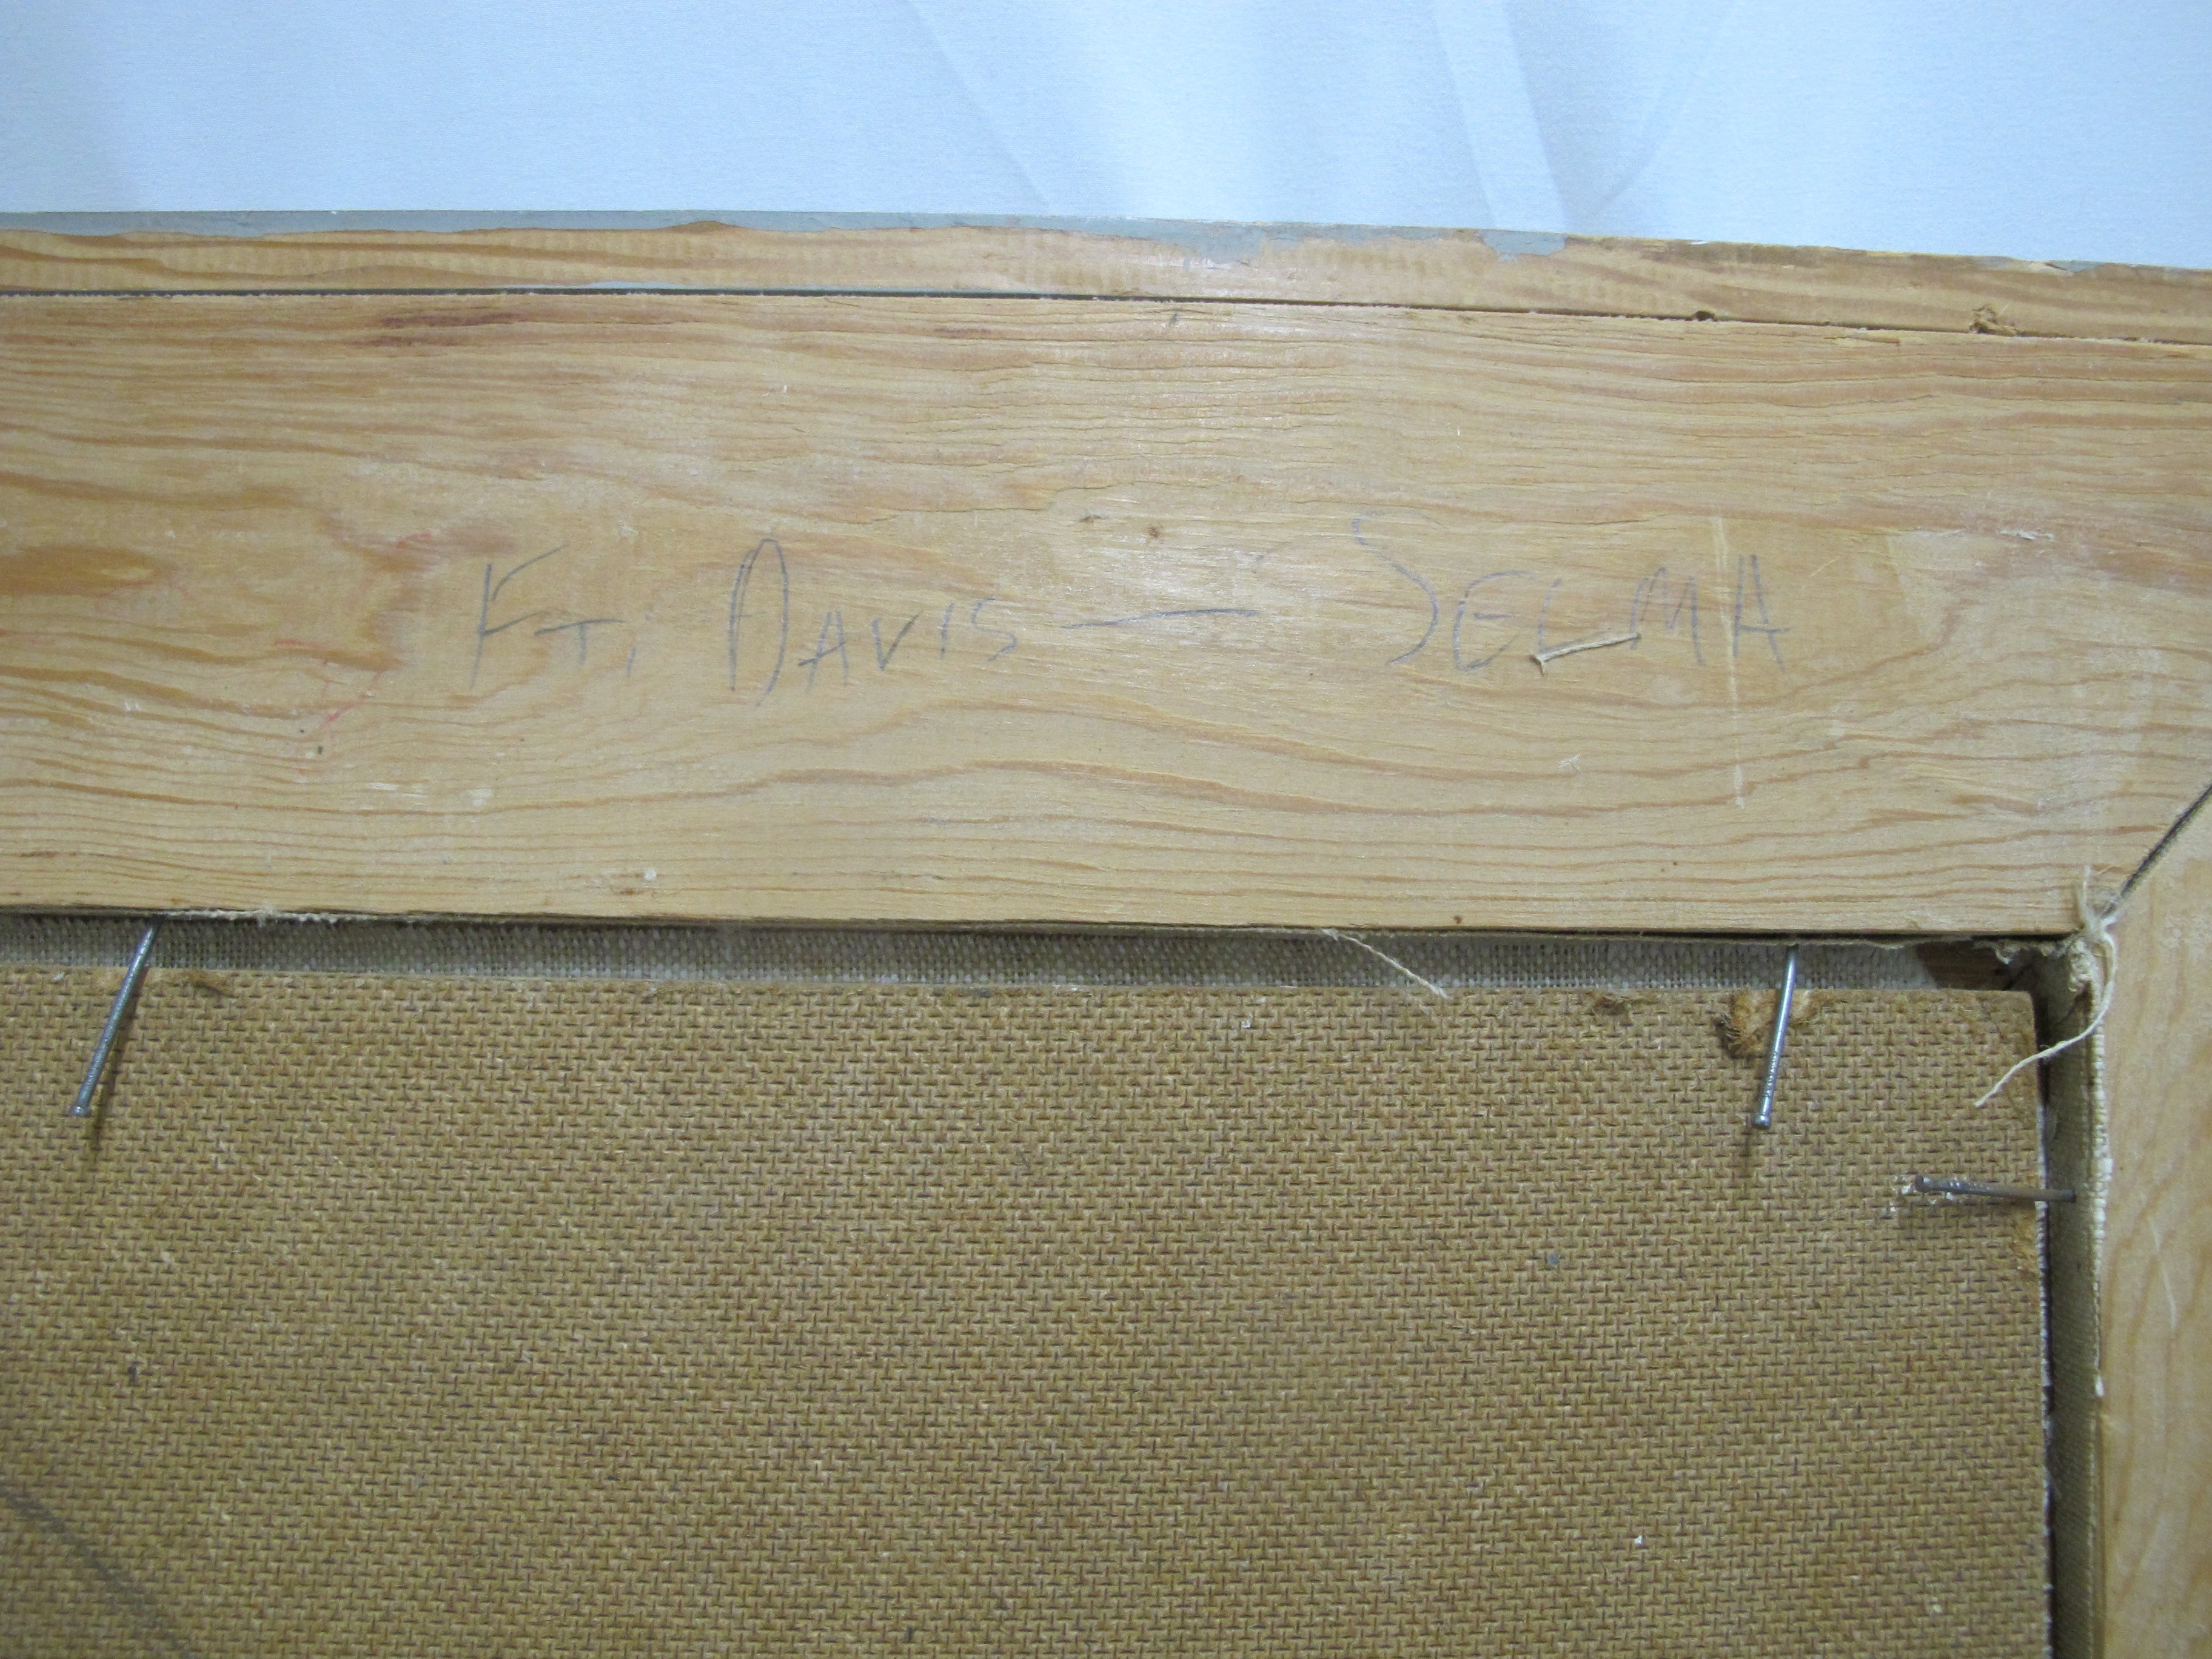 FT. DAVIS — SELMA